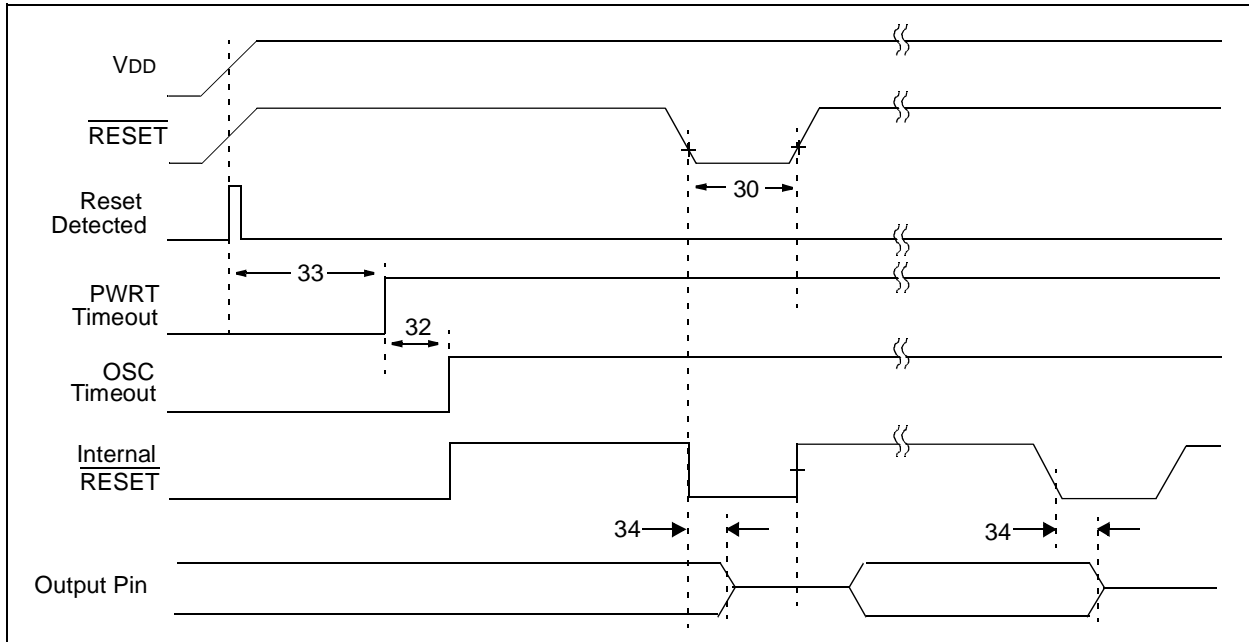 VDD
RESET
30
Reset
Detected
33
PWRT
Timeout
32
OSC
Timeout
Internal
RESET
34
34
Output Pin